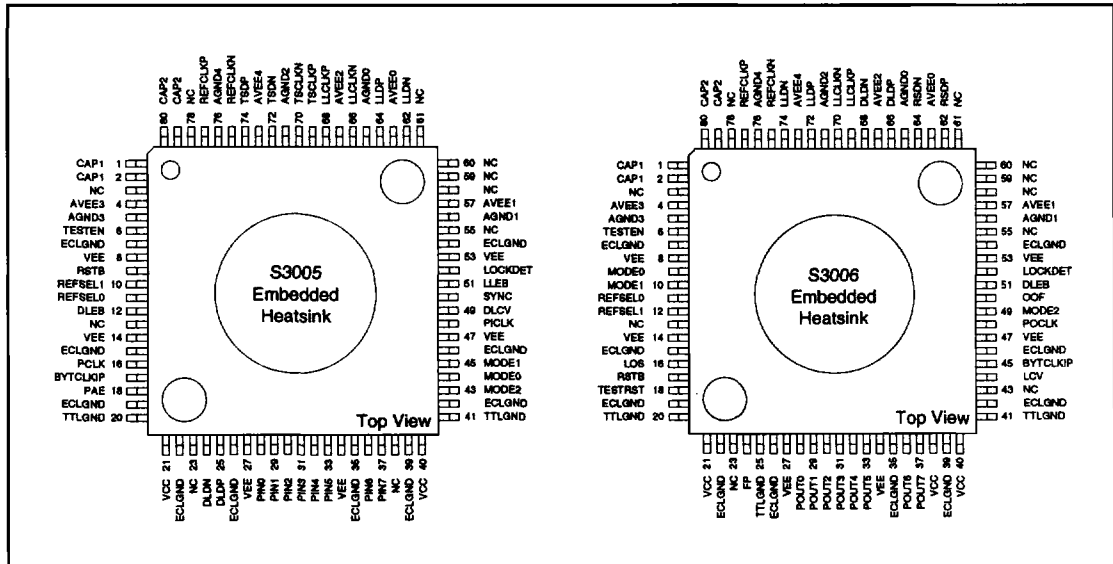 80 CAP2
CAP2
78 NC
REFCLKP
76 AGND4
REFCLKN
74 TSDP
AVEE4
72 TSDN
AGND2
70 TSCLKN
TSCLKP
68 LLCLKP
AVEE2
66 LLCLKN
AGND0
64 LLDP
AVEE0
62 LLDN
61 NC
CAP1 1
CAP1 2
NC
AVEE3 4
AGND3
TESTEN 6
ECLGND
VEE 8
RSTB
REFSEL1 10
REFSEL0
DLEB 12
NC
VEE 14
ECLGND
PCLK 16
BYTCLKIP
PAE 18
ECLGND
TTLGND 20
S3005
Embedded
Heatsink
Top View
60 NC
59 NC
NC
57 AVEE1
AGND1
55 NC
ECLGND
53 VEE
LOCKDET
51 LLEB
SYNC
49 DLCV
PICLK
47 VEE
ECLGND
45 MODE1
MODE0
43 MODE2
ECLGND
41 TTLGND
VCC 21
ECLGND
NC 23
DLDN
DLDP 25
ECLGND
VEE 27
PIN0
PIN1 29
PIN2
PIN3 31
PIN4
PIN5 33
VEE
ECLGND 35
PIN6
PIN7 37
NC
ECLGND 39
VCC 40
80 CAP2
CAP2
78 NC
REFCLKP
76 AGND4
REFCLKN
74 LLDN
AVEE4
72 LLDP
AGND2
70 LLCLKN
LLCLKP
68 DLDN
AVEE2
66 DLDP
AGND0
64 RSDN
AVEE0
62 RSDP
61 NC
CAP1 1
CAP1 2
NC
AVEE3 4
AGND3
TESTEN 6
ECLGND
VEE 8
MODE0
MODE1 10
REFSEL0
REFSEL1 12
NC
VEE 14
ECLGND
LOS 16
RSTB
TESTRST 18
ECLGND
TTLGND 20
S3006
Embedded
Heatsink
Top View
60 NC
59 NC
NC
57 AVEE1
AGND1
55 NC
ECLGND
53 VEE
LOCKDET
51 DLEB
OOF
49 MODE2
POCLK
47 VEE
ECLGND
45 BYTCLKIP
LCV
43 NC
ECLGND
41 TTLGND
VCC 21
ECLGND
NC 23
FP
TTLGND 25
ECLGND
VEE 27
POUT0
POUT1 29
POUT2
POUT3 31
POUT4
POUT5 33
VEE
ECLGND 35
POUT6
POUT7 37
VCC
ECLGND 39
VCC 40